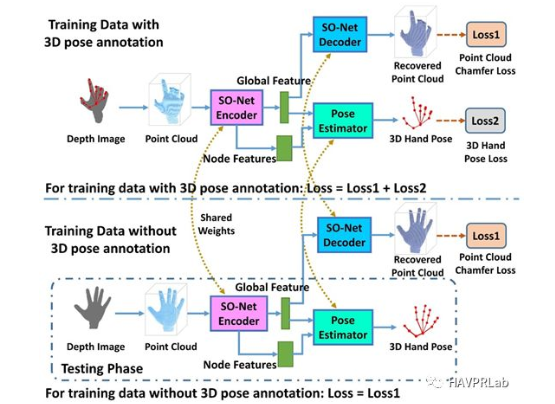 Training Data with
3D pose annotation
SO-Net
Decoder
Recovered
Point Cloud
Loss1
Point Cloud
Chamfer Loss
Global Feature
Depth Image
Point Cloud
SO-Net
Encoder
Pose
Estimator
3D Hand Pose
Loss2
3D Hand
Pose Loss
Node Features
For training data with 3D pose annotation: Loss = Loss1 + Loss2
Training Data without
3D pose annotation
Shared
Weights
SO-Net
Decoder
Recovered
Point Cloud
Loss1
Point Cloud
Chamfer Loss
Global Feature
Depth Image
Point Cloud
SO-Net
Encoder
Pose
Estimator
3D Hand Pose
Node Features
Testing Phase
HAVPRLab
For training data without 3D pose annotation: Loss = Loss1